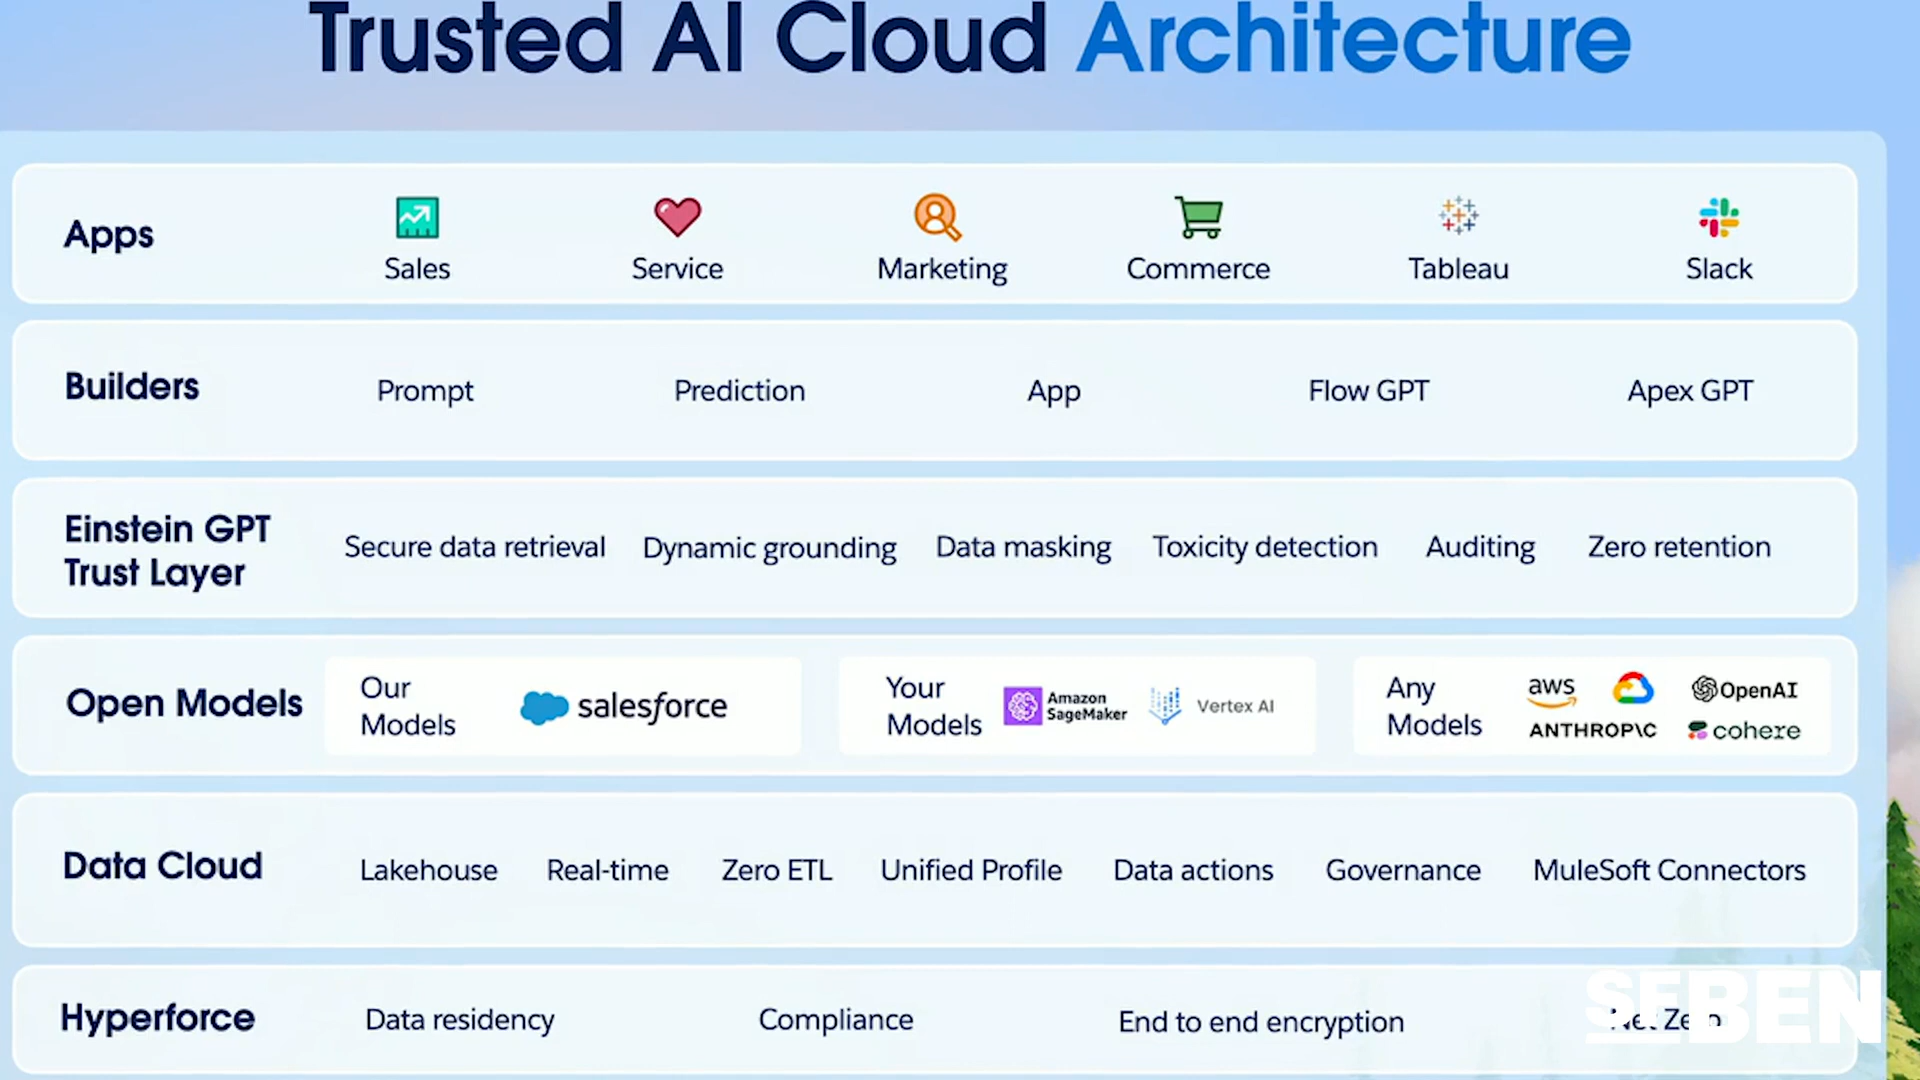 Trusted AI Cloud Architecture
Apps
Sales
Service
Marketing
Commerce
Tableau
Slack
Builders
Prompt
Prediction
App
Flow GPT
Apex GPT
Einstein GPT
Trust Layer
Secure data retrieval
Dynamic grounding
Data masking
Toxicity detection
Auditing
Zero retention
Open Models
Our
Models
salesforce
Your
Models
Amazon
SageMaker
Vertex AI
Any
Models
aws
OpenAI
ANTHROP\C
cohere
Data Cloud
Lakehouse
Real-time
Zero ETL
Unified Profile
Data actions
Governance
MuleSoft Connectors
Hyperforce
Data residency
Compliance
End to end encryption
Net Zero
SFBEN